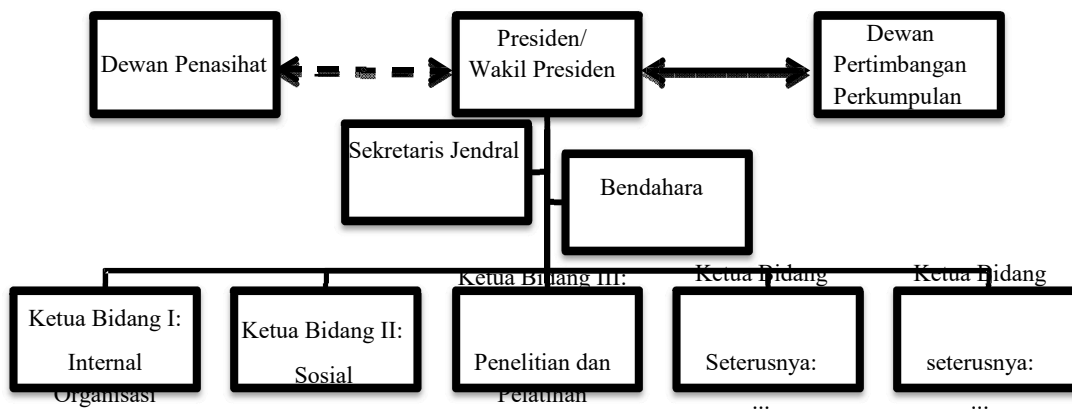 Dewan Penasihat
Presiden/
Wakil Presiden
Dewan
Pertimbangan
Perkumpulan
Sekretaris Jendral
Bendahara
Ketua Bidang I:
Internal
Organisasi
Ketua Bidang II:
Sosial
Ketua Bidang III:
Penelitian dan
Pelatihan
Ketua Bidang
Seterusnya:
...
Ketua Bidang
seterusnya:
...